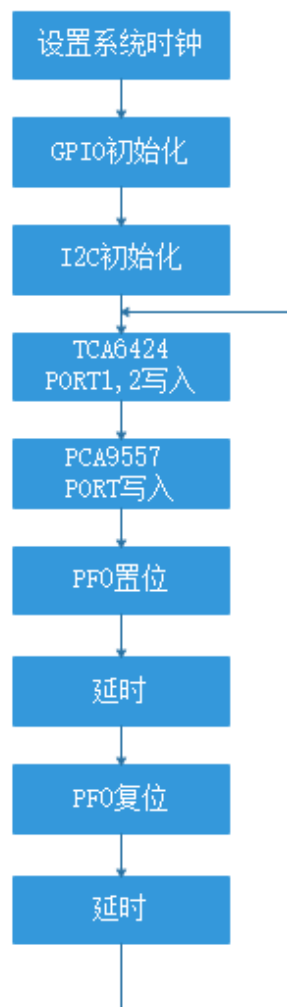 设置系统时钟
GPIO初始化
I2C初始化
TCA6424
PORT1,2写入
PCA9557
PORT写入
PF0置位
延时
PF0复位
延时